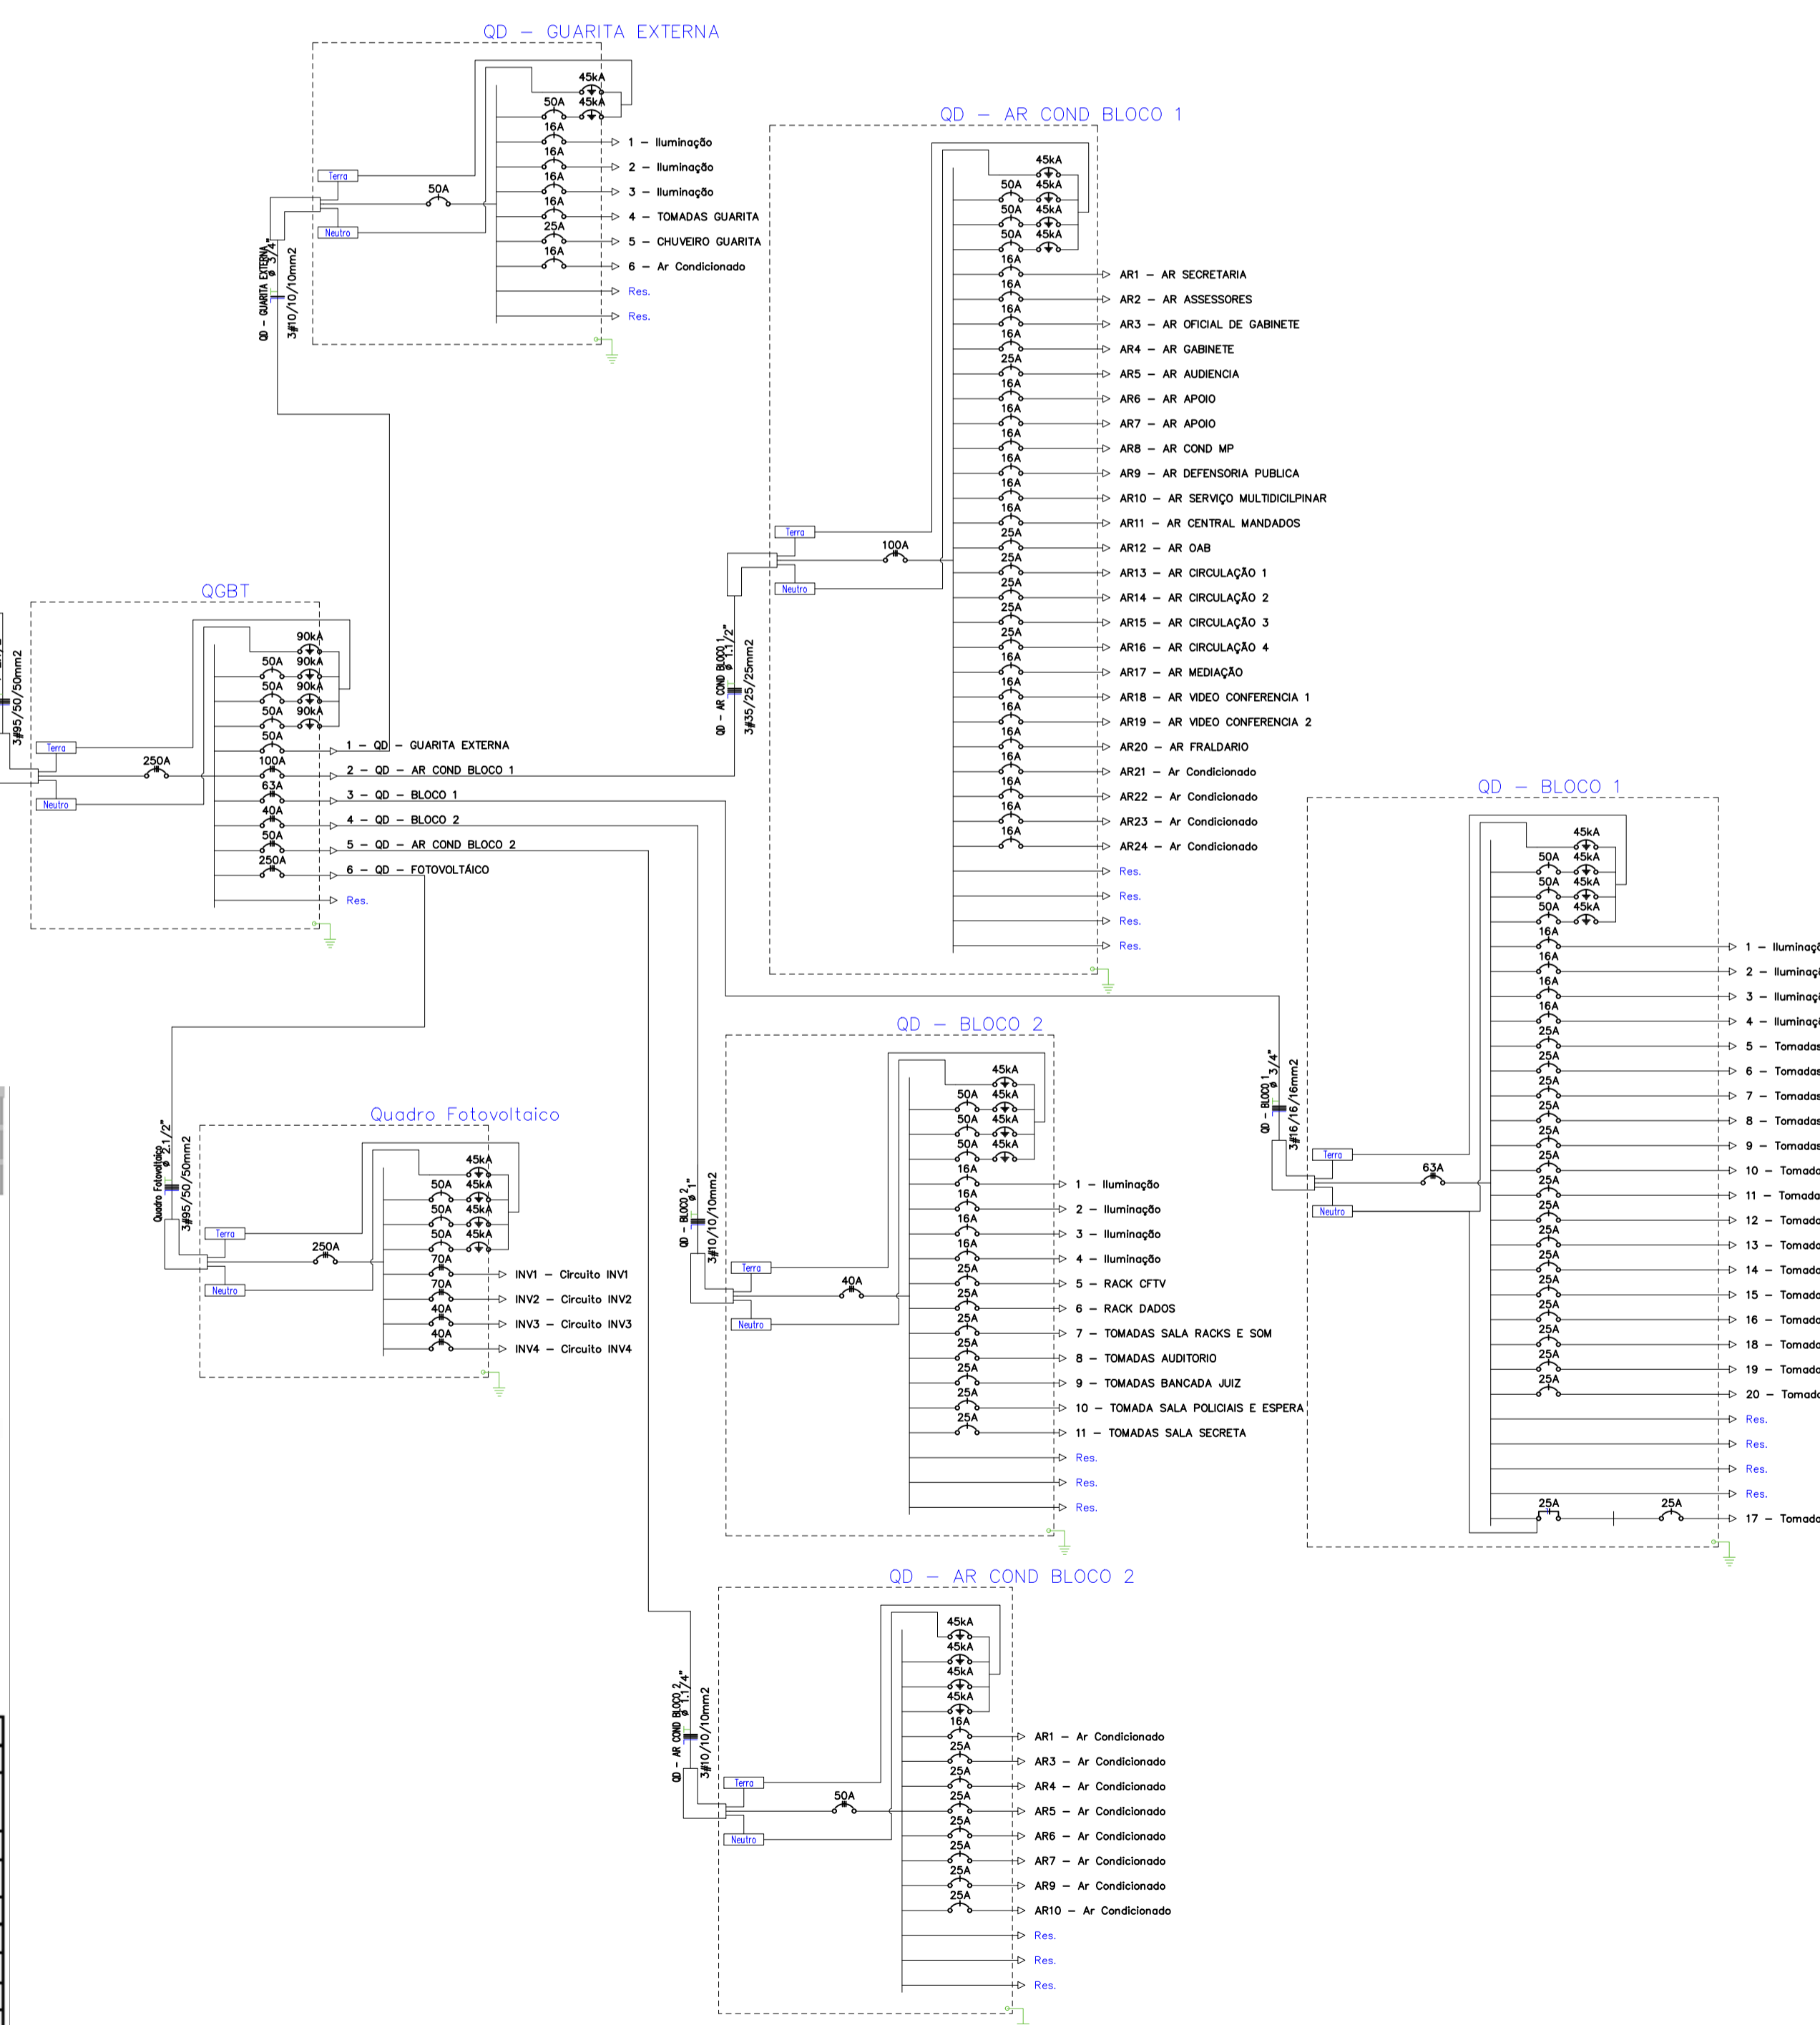 QD - GUARITA EXTERNA
45kA
50A 45kA
16A
1 - Iluminação
16A
2 - Iluminação
16A
3 - Iluminação
16A
4 - TOMADAS GUARITA
25A
5 - CHUVEIRO GUARITA
16A
6 - Ar Condicionado
Res.
Res.
Terra
50A
Neutro
QD - GUARITA EXTERNA
ø 3/4"
3#10/10/10mm2
QD - AR COND BLOCO 1
45kA
50A 45kA
50A 45kA
50A 45kA
16A
AR1 - AR SECRETARIA
16A
AR2 - AR ASSESSORES
16A
AR3 - AR OFICIAL DE GABINETE
16A
AR4 - AR GABINETE
25A
AR5 - AR AUDIENCIA
16A
AR6 - AR APOIO
16A
AR7 - AR APOIO
16A
AR8 - AR COND MP
16A
AR9 - AR DEFENSORIA PUBLICA
16A
AR10 - AR SERVIÇO MULTIDICILPINAR
16A
AR11 - AR CENTRAL MANDADOS
25A
AR12 - AR OAB
25A
AR13 - AR CIRCULAÇÃO 1
25A
AR14 - AR CIRCULAÇÃO 2
25A
AR15 - AR CIRCULAÇÃO 3
25A
AR16 - AR CIRCULAÇÃO 4
16A
AR17 - AR MEDIAÇÃO
16A
AR18 - AR VIDEO CONFERENCIA 1
16A
AR19 - AR VIDEO CONFERENCIA 2
16A
AR20 - AR FRALDARIO
16A
AR21 - Ar Condicionado
16A
AR22 - Ar Condicionado
16A
AR23 - Ar Condicionado
16A
AR24 - Ar Condicionado
Res.
Res.
Res.
Res.
Terra
100A
Neutro
QD - AR COND BLOCO 1
ø 1.1/2"
3#35/25/25mm2
QGBT
90kA
50A 90kA
50A 90kA
50A 90kA
50A
1 - QD - GUARITA EXTERNA
100A
2 - QD - AR COND BLOCO 1
63A
3 - QD - BLOCO 1
40A
4 - QD - BLOCO 2
50A
5 - QD - AR COND BLOCO 2
250A
6 - QD - FOTOVOLTÁICO
Res.
Terra
250A
Neutro
3#95/50/50mm2
QD - BLOCO 1
45kA
50A 45kA
50A 45kA
50A 45kA
16A
1 -
16A
2 -
16A
3 -
16A
4 -
25A
5 - Tomadas
25A
6 - Tomadas
25A
7 - Tomadas
25A
8 - Tomadas
25A
9 - Tomadas
25A
10 -
25A
11 -
25A
12 -
25A
13 -
25A
14 -
25A
15 -
25A
16 -
25A
18 -
25A
19 -
25A
20 -
Res.
Res.
Res.
Res.
25A 25A
17 -
Terra
63A
Neutro
QD - BLOCO 1
ø 3/4"
3#16/16/16mm2
QD - BLOCO 2
45kA
50A 45kA
50A 45kA
50A 45kA
16A
1 - Iluminação
16A
2 - Iluminação
16A
3 - Iluminação
16A
4 - Iluminação
25A
5 - RACK CFTV
25A
6 - RACK DADOS
25A
7 - TOMADAS SALA RACKS E SOM
25A
8 - TOMADAS AUDITORIO
25A
9 - TOMADAS BANCADA JUIZ
25A
10 - TOMADA SALA POLICIAIS E ESPERA
25A
11 - TOMADAS SALA SECRETA
Res.
Res.
Res.
Terra
40A
Neutro
QD - BLOCO 2
ø 1"
3#10/10/10mm2
Quadro Fotovoltaico
45kA
50A 45kA
50A 45kA
50A 45kA
70A
INV1 - Circuito INV1
70A
INV2 - Circuito INV2
40A
INV3 - Circuito INV3
40A
INV4 - Circuito INV4
Terra
250A
Neutro
Quadro Fotovoltaico
ø 2.1/2"
3#95/50/50mm2
QD - AR COND BLOCO 2
45kA
45kA
45kA
45kA
16A
AR1 - Ar Condicionado
25A
AR3 - Ar Condicionado
25A
AR4 - Ar Condicionado
25A
AR5 - Ar Condicionado
25A
AR6 - Ar Condicionado
25A
AR7 - Ar Condicionado
25A
AR9 - Ar Condicionado
25A
AR10 - Ar Condicionado
Res.
Res.
Res.
Terra
50A
Neutro
QD - AR COND BLOCO 2
ø 1.1/4"
3#10/10/10mm2